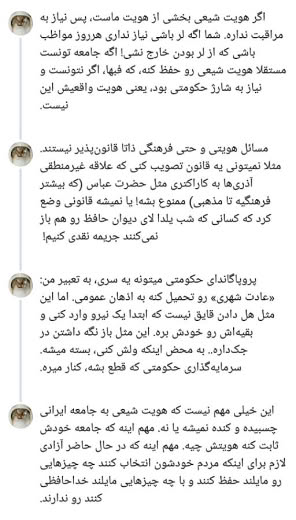 اگر هویت شیعی بخشی از هویت ماست، پس نیاز به
مراقبت نداره. شما اگه لر باشی نیاز نداری هرروز مواظب
باشی که از لر بودن خارج نشی! اگه جامعه تونست
مستقلا هویت شیعی رو حفظ کنه، که فبها، اگر نتونست و
نیاز به شارژ حکومتی بود، یعنی هویت واقعیش این
نیست.
مسائل هویتی و حتی فرهنگی ذاتا قانون‌پذیر نیستند.
مثلا نمیتونی یه قانون تصویب کنی که علاقه غیرمنطقی
آذری‌ها به کاراکتری مثل حضرت عباس (که بیشتر
فرهنگیه تا مذهبی) ممنوع بشه! یا نمیشه قانونی وضع
کرد که کسانی که شب یلدا لای دیوان حافظ رو هم باز
نمی‌کنند جریمه نقدی کنیم!
پروپاگاندای حکومتی میتونه یه سری، به تعبیر من:
«عادت شهری» رو تحمیل کنه به اذهان عمومی. اما این
مثل هل دادن قایق نیست که ابتدا یک نیرو وارد کنی و
بقیه‌اش رو خودش بره. این مثل باز نگه داشتن در
جک‌داره.. به محض اینکه ولش کنی، بسته میشه.
سرمایه‌گذاری حکومتی که قطع بشه، کنار میره.
این خیلی مهم نیست که هویت شیعی به جامعه ایرانی
چسبیده و کنده نمیشه یا نه. مهم اینه که جامعه خودش
ثابت کنه هویتش چیه. مهم اینه که در حال حاضر آزادی
لازم برای اینکه مردم خودشون انتخاب کنند چه چیزهایی
رو مایلند حفظ کنند و با چه چیزهایی مایلند خداحافظی
کنند رو ندارند.